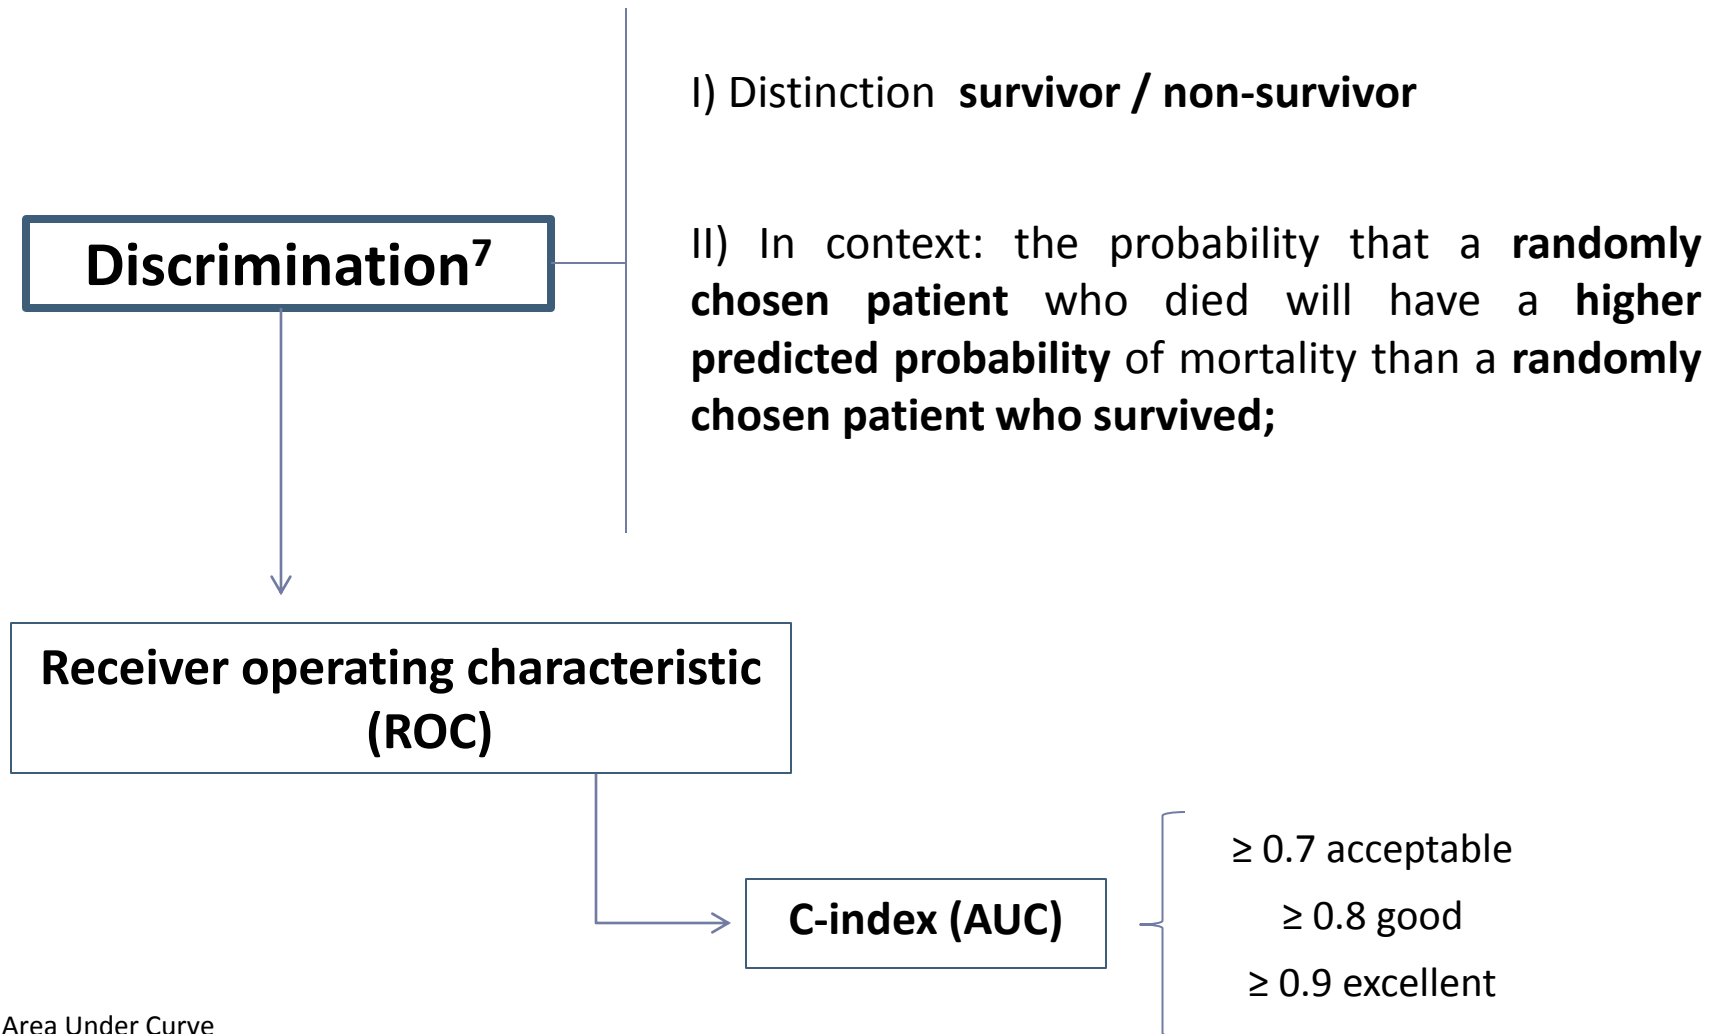 I) Distinction survivor / non-survivor
Discrimination⁷
II) In context: the probability that a randomly
chosen patient who died will have a higher
predicted probability of mortality than a randomly
chosen patient who survived;
Receiver operating characteristic
(ROC)
C-index (AUC)
≥ 0.7 acceptable
≥ 0.8 good
≥ 0.9 excellent
Area Under Curve